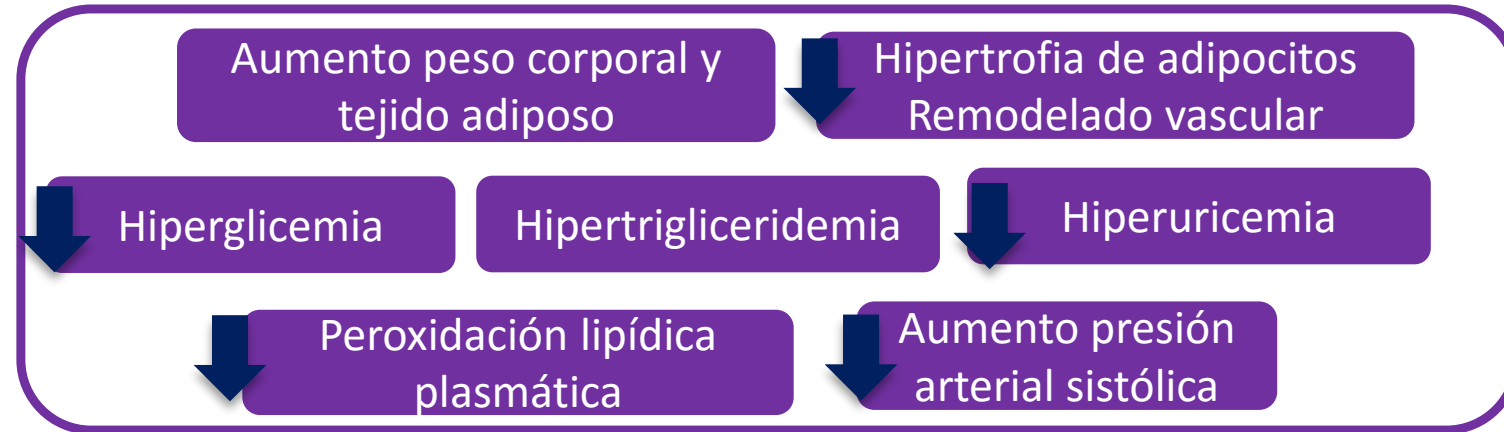 Aumento peso corporal y
tejido adiposo
Hipertrofia de adipocitos
Remodelado vascular
Hiperglicemia
Hipertrigliceridemia
Hiperuricemia
Peroxidación lipídica
plasmática
Aumento presión
arterial sistólica